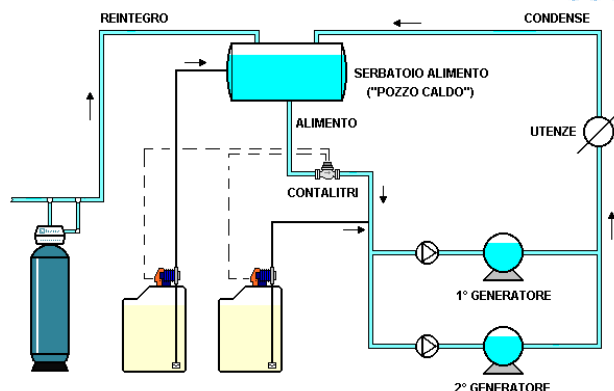 REINTEGRO
CONDENSE
SERBATOIO ALIMENTO
("POZZO CALDO")
ALIMENTO
UTENZE
CONTALITRI
1° GENERATORE
2° GENERATORE